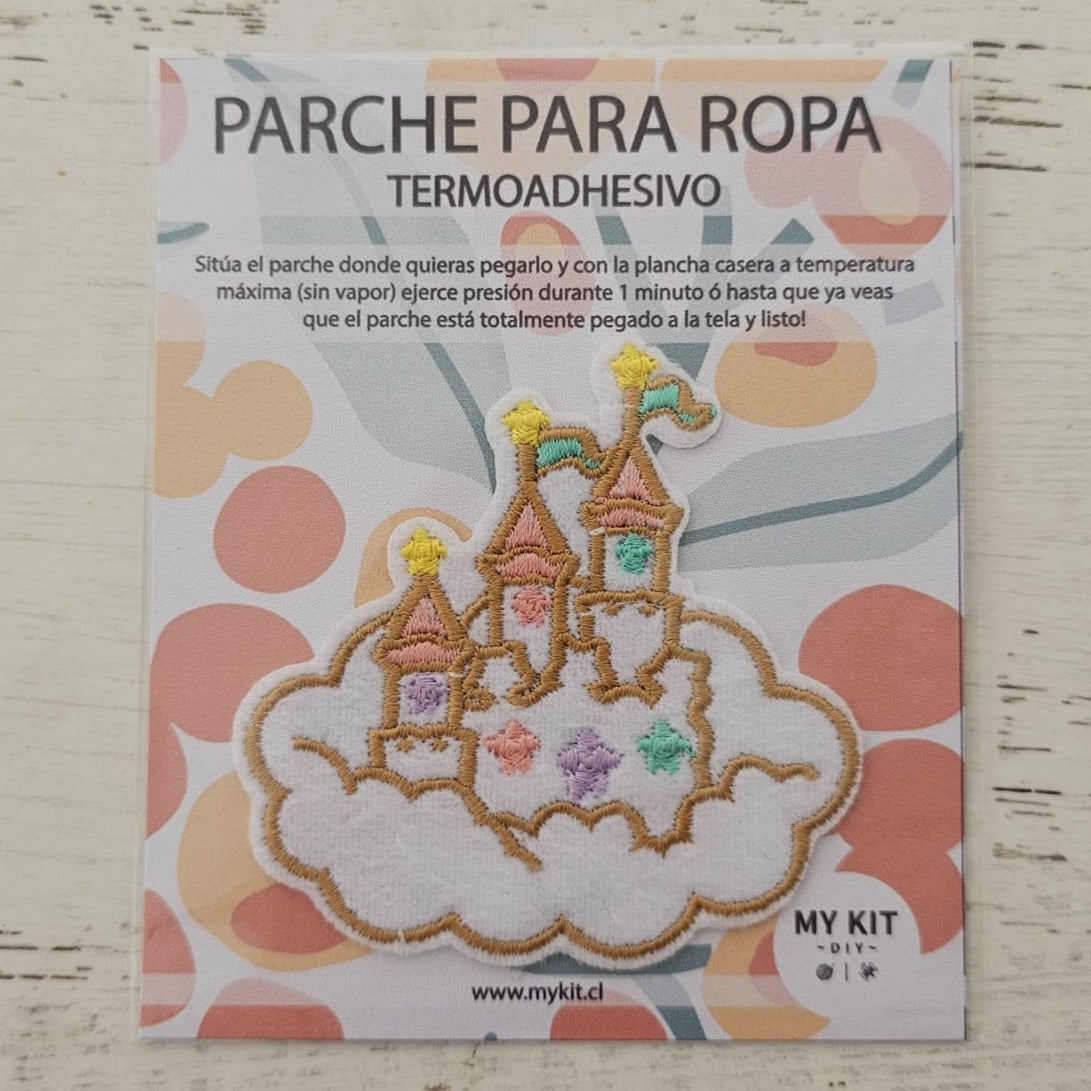 PARCHE PARA ROPA
TERMOADHESIVO
Sitúa el parche donde quieras pegarlo y con la plancha casera a temperatura
máxima (sin vapor) ejerce presión durante 1 minuto ó hasta que ya veas
que el parche está totalmente pegado a la tela y listo!
MY KIT
~DIY~
www.mykit.cl